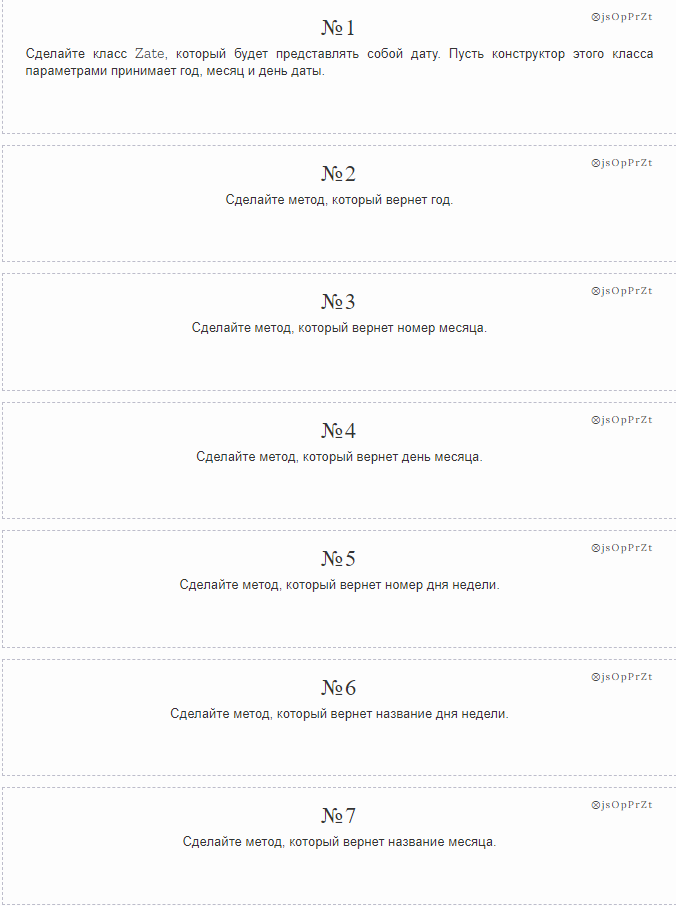 ⊗jsOpPrZt
№1
Сделайте класс Zate, который будет представлять собой дату. Пусть конструктор этого класса
параметрами принимает год, месяц и день даты.
⊗jsOpPrZt
№2
Сделайте метод, который вернет год.
⊗jsOpPrZt
№3
Сделайте метод, который вернет номер месяца.
⊗jsOpPrZt
№4
Сделайте метод, который вернет день месяца.
⊗jsOpPrZt
№5
Сделайте метод, который вернет номер дня недели.
⊗jsOpPrZt
№6
Сделайте метод, который вернет название дня недели.
⊗jsOpPrZt
№7
Сделайте метод, который вернет название месяца.